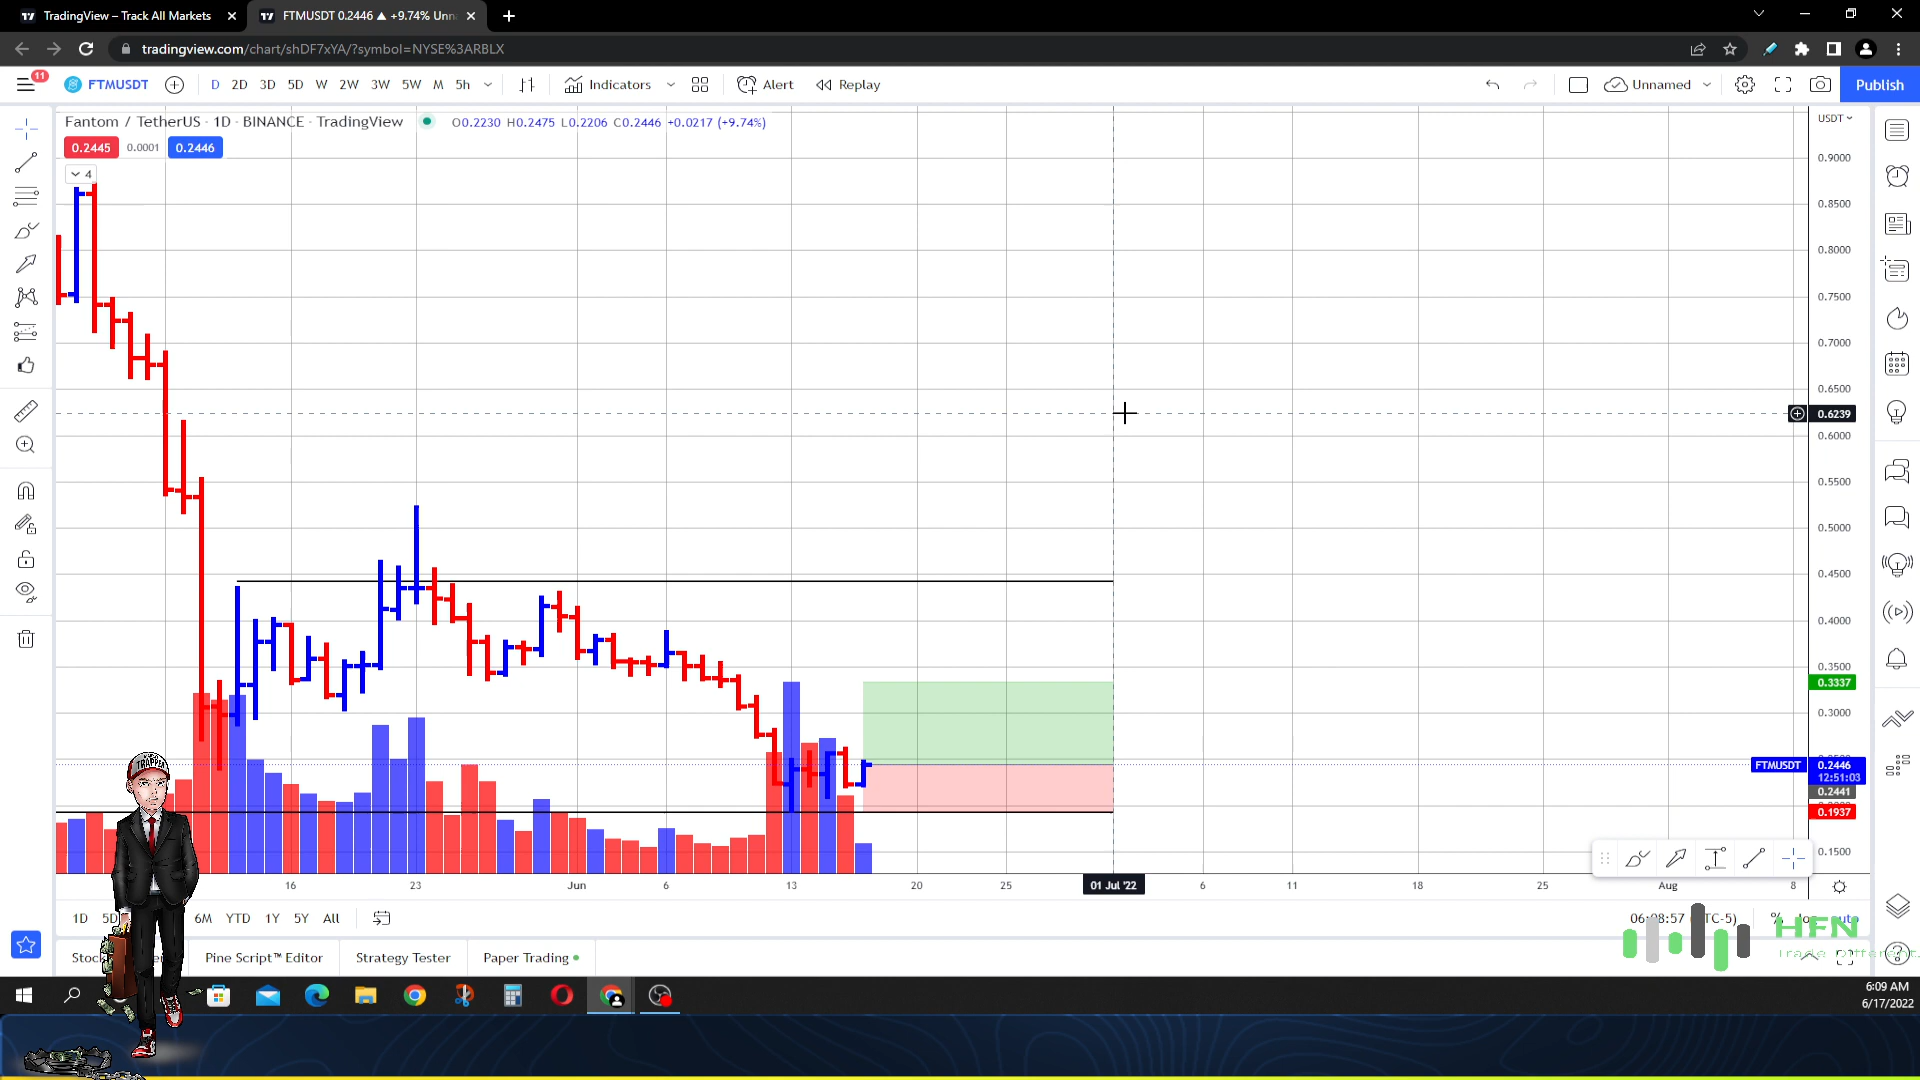 TradingView – Track All Markets
FTMUSDT 0.2446 ▲ +9.74% Unn
tradingview.com/chart/shDF7xYA/?symbol=NYSE%3ARBLX
11
FTMUSDT
D 2D 3D 5D W 2W 3W 5W M 5h
Indicators
Alert
Replay
Unnamed
Publish
Fantom / TetherUS · 1D · BINANCE · TradingView
O0.2230 H0.2475 L0.2206 C0.2446 +0.0217 (+9.74%)
USDT
0.2445 0.0001 0.2446
4
0.9000
0.8500
0.8000
0.7500
0.7000
0.6500
0.6239
0.6000
0.5500
0.5000
0.4500
0.4000
0.3500
0.3337
0.3000
FTMUSDT 0.2446
12:51:03
0.2441
0.1937
0.1500
TRAPPER
16 23 Jun 6 13 20 25 01 Jul '22 6 11 18 25 Aug 8
1D 5D 6M YTD 1Y 5Y All
%
HFN
Trade Different.
Pine Script™ Editor
Strategy Tester
Paper Trading
6:09 AM
6/17/2022